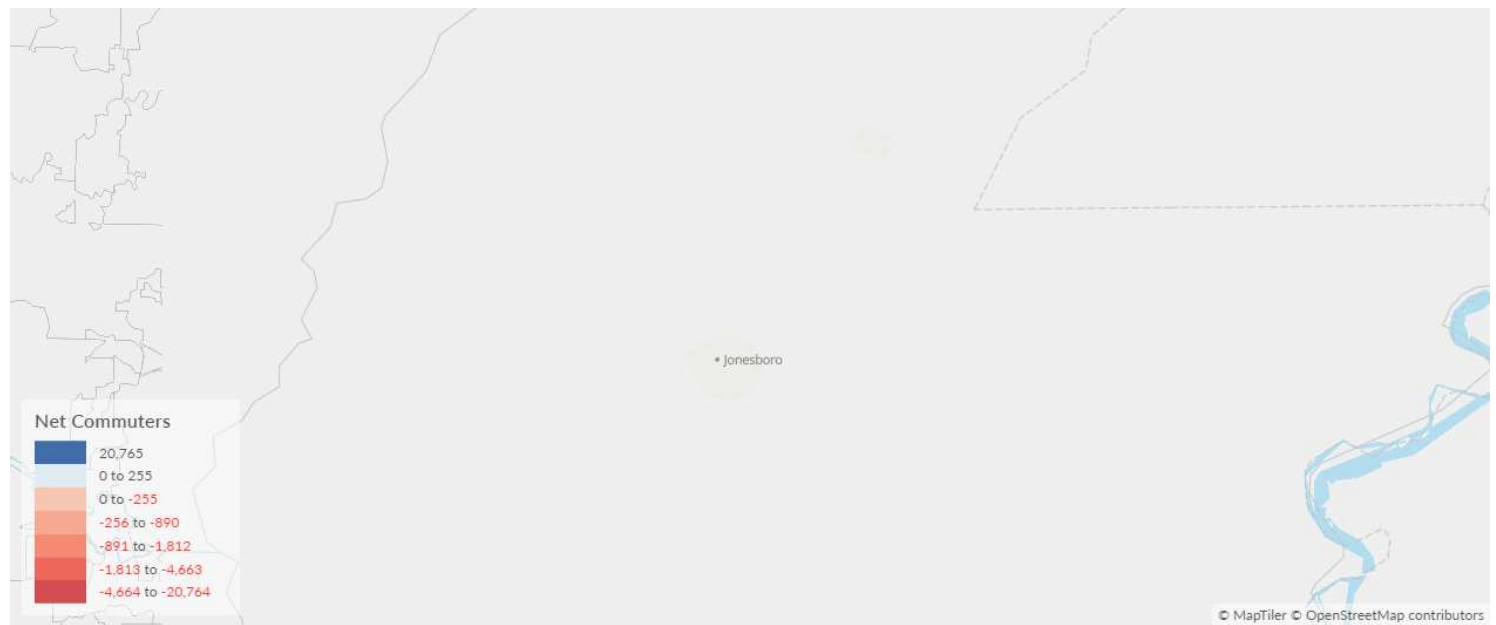 Jonesboro
Net Commuters
20,765
0 to 255
0 to -255
-256 to -890
-891 to -1,812
-1,813 to -4,663
-4,664 to -20,764
© MapTiler © OpenStreetMap contributors